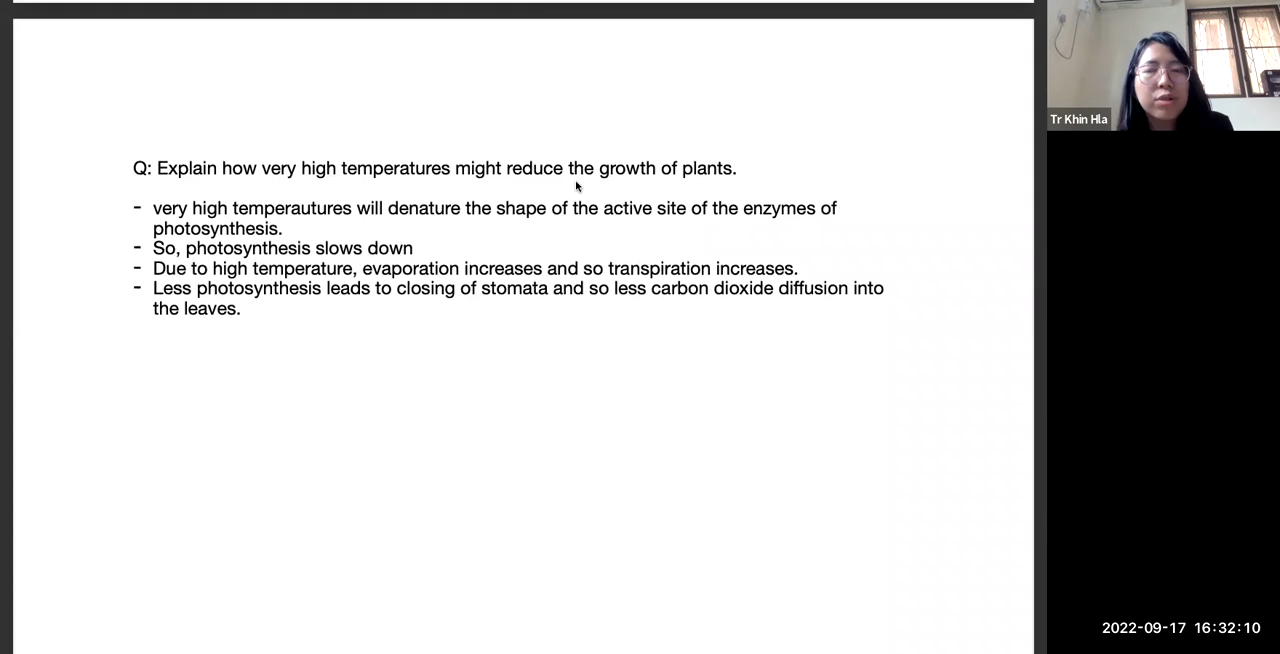 Q: Explain how very high temperatures might reduce the growth of plants.
- very high temperautures will denature the shape of the active site of the enzymes of
photosynthesis.
- So, photosynthesis slows down
- Due to high temperature, evaporation increases and so transpiration increases.
- Less photosynthesis leads to closing of stomata and so less carbon dioxide diffusion into
the leaves.
Tr Khin Hla
2022-09-17 16:32:10